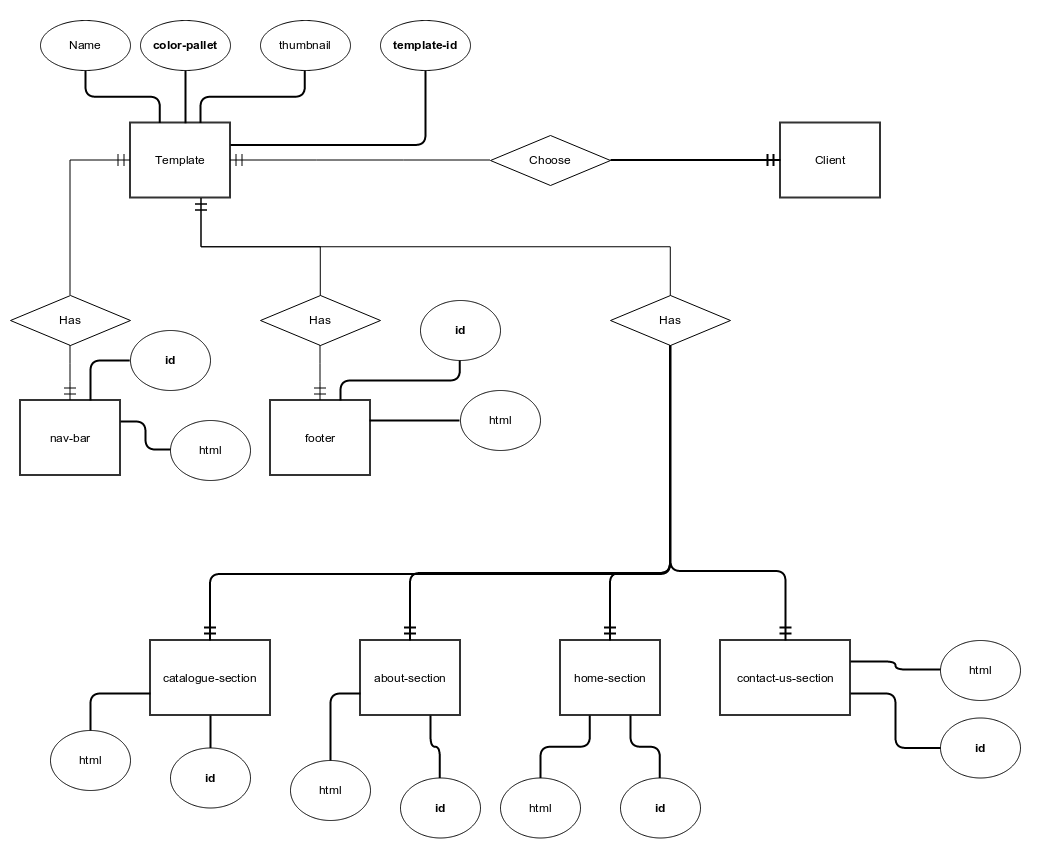 Name
color-pallet
thumbnail
template-id
Template
Choose
Client
Has
Has
Has
id
id
html
html
nav-bar
footer
catalogue-section
about-section
home-section
contact-us-section
html
id
html
id
html
id
html
id